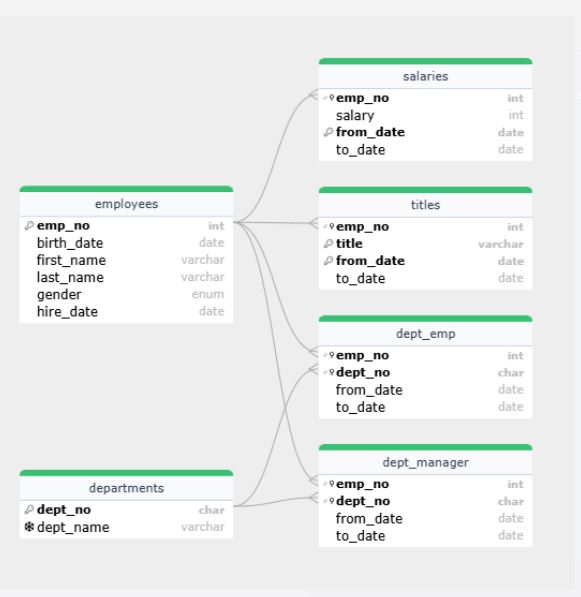 salaries
emp_no int
salary int
from_date date
to_date date
employees
emp_no int
birth_date date
first_name varchar
last_name varchar
gender enum
hire_date date
titles
emp_no int
title varchar
from_date date
to_date date
dept_emp
emp_no int
dept_no char
from_date date
to_date date
departments
dept_no char
dept_name varchar
dept_manager
emp_no int
dept_no char
from_date date
to_date date